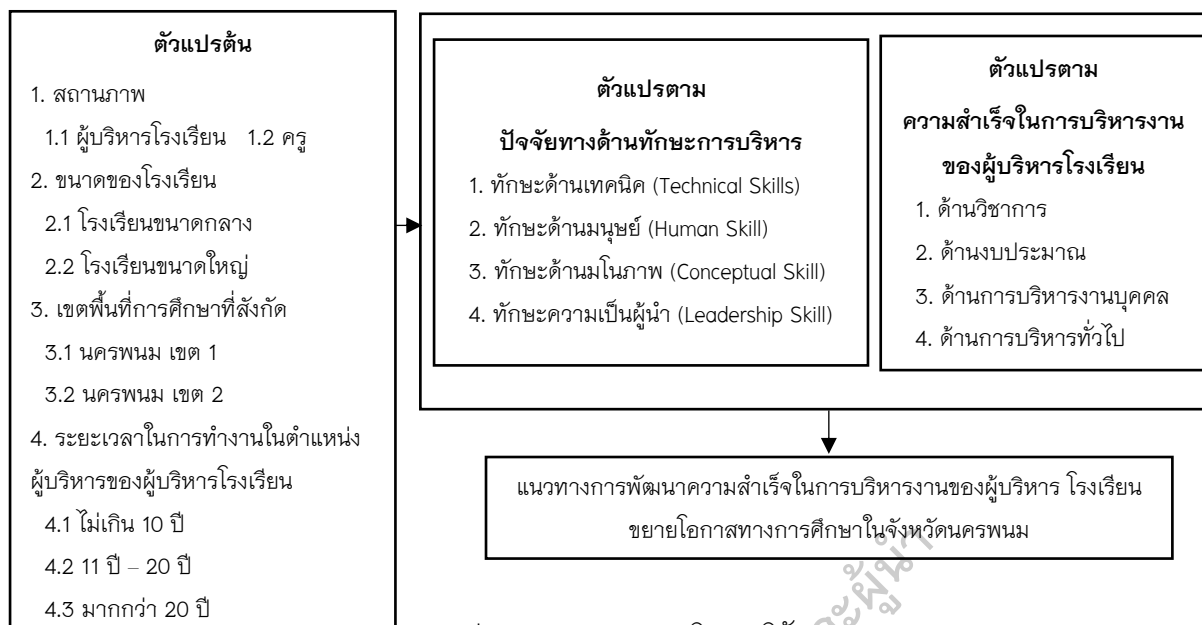 ตัวแปรต้น
1. สถานภาพ
1.1 ผู้บริหารโรงเรียน 1.2 ครู
2. ขนาดของโรงเรียน
2.1 โรงเรียนขนาดกลาง
2.2 โรงเรียนขนาดใหญ่
3. เขตพื้นที่การศึกษาที่สังกัด
3.1 นครพนม เขต 1
3.2 นครพนม เขต 2
4. ระยะเวลาในการทำงานในตำแหน่ง
ผู้บริหารของผู้บริหารโรงเรียน
4.1 ไม่เกิน 10 ปี
4.2 11 ปี – 20 ปี
4.3 มากกว่า 20 ปี
ตัวแปรตาม
ปัจจัยทางด้านทักษะการบริหาร
1. ทักษะด้านเทคนิค (Technical Skills)
2. ทักษะด้านมนุษย์ (Human Skill)
3. ทักษะด้านมโนภาพ (Conceptual Skill)
4. ทักษะความเป็นผู้นำ (Leadership Skill)
ตัวแปรตาม
ความสำเร็จในการบริหารงาน
ของผู้บริหารโรงเรียน
1. ด้านวิชาการ
2. ด้านงบประมาณ
3. ด้านการบริหารงานบุคคล
4. ด้านการบริหารทั่วไป
แนวทางการพัฒนาความสำเร็จในการบริหารงานของผู้บริหาร โรงเรียน
ขยายโอกาสทางการศึกษาในจังหวัดนครพนม
ะผู้นำ